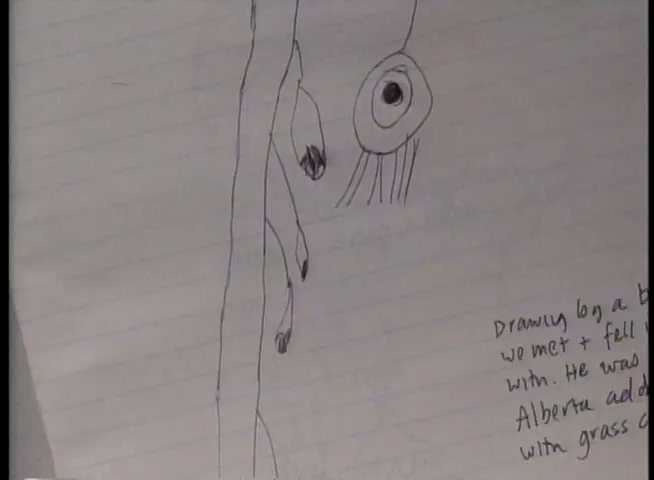 Drawing by a b
we met + fell
with. He was
Alberta add
with grass c